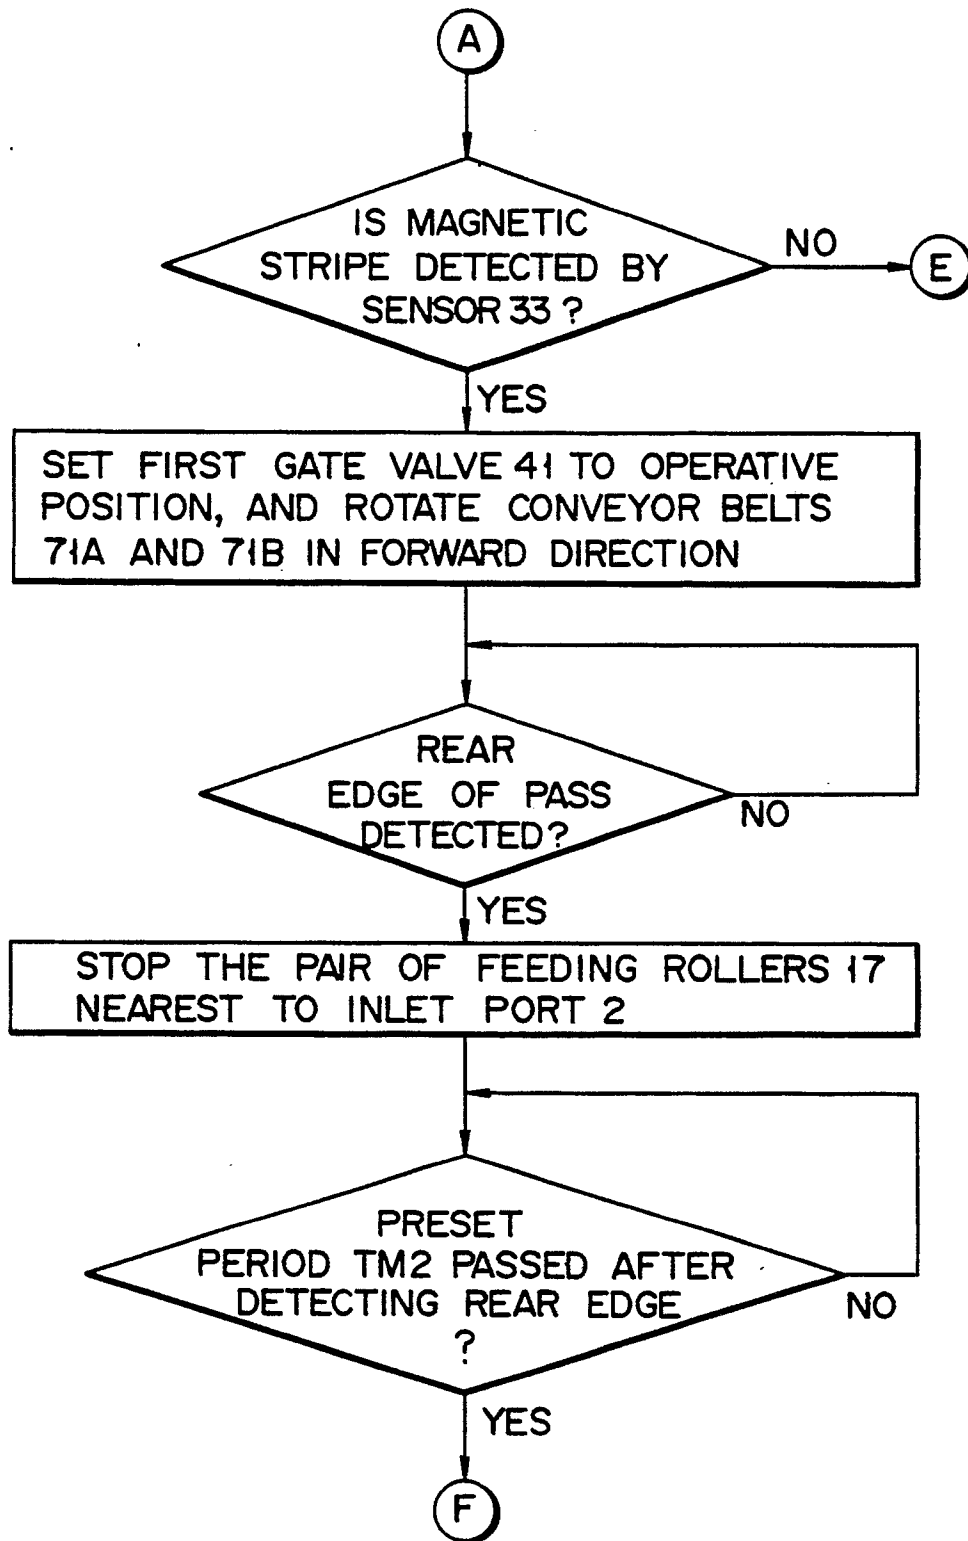 A
IS MAGNETIC
STRIPE DETECTED BY
SENSOR 33 ?
NO
E
YES
SET FIRST GATE VALVE 41 TO OPERATIVE
POSITION, AND ROTATE CONVEYOR BELTS
71A AND 71B IN FORWARD DIRECTION
REAR
EDGE OF PASS
DETECTED?
NO
YES
STOP THE PAIR OF FEEDING ROLLERS 17
NEAREST TO INLET PORT 2
PRESET
PERIOD TM2 PASSED AFTER
DETECTING REAR EDGE
?
NO
YES
F